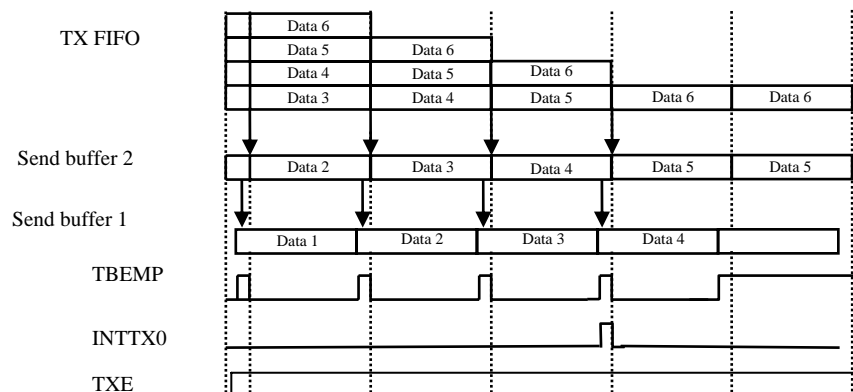 Data 6
TX FIFO
Data 5 Data 6
Data 4 Data 5 Data 6
Data 3 Data 4 Data 5 Data 6 Data 6
Send buffer 2
Data 2 Data 3 Data 4 Data 5 Data 5
Send buffer 1
Data 1 Data 2 Data 3 Data 4
TBEMP
INTTX0
TXE